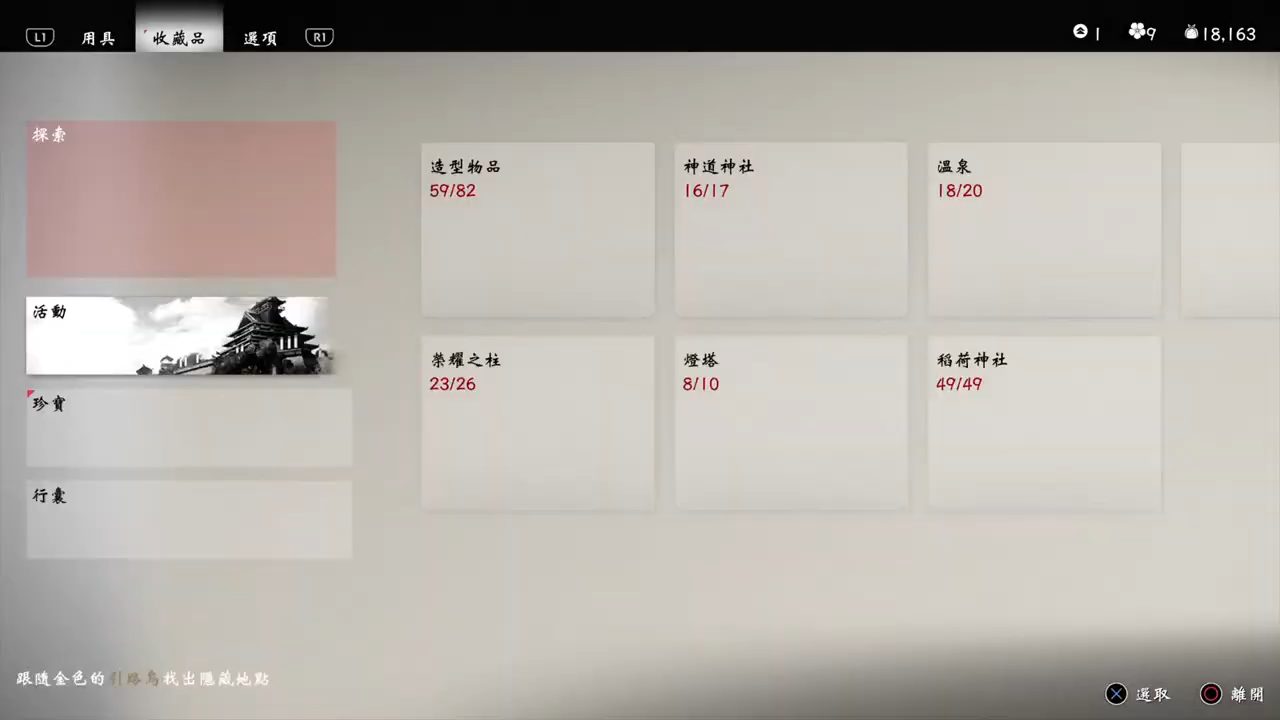 L1 用具 收藏品 選項 R1 1 9 18,163
探索
活動
珍寶
行囊
造型物品
59/82
神道神社
16/17
溫泉
18/20
榮耀之柱
23/26
燈塔
8/10
稻荷神社
49/49
跟隨金色的引路鳥找出隱藏地點
選取 離開